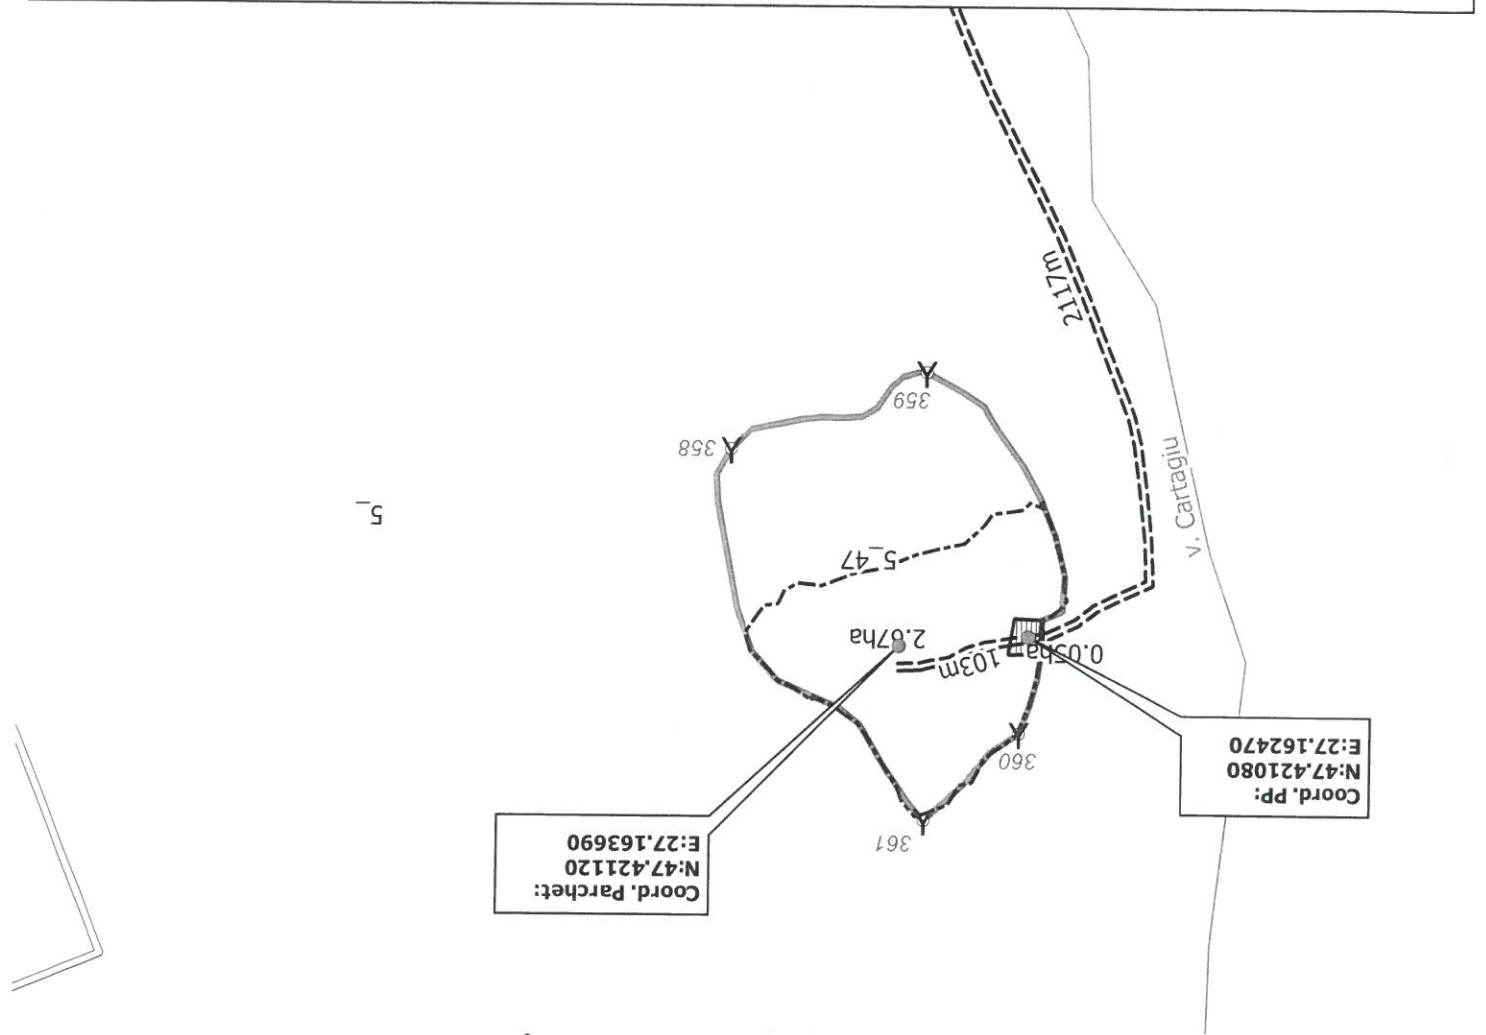 Coord. Parchet:
N:47.421120
E:27.163690
361
Coord. PP:
N:47.421080
E:27.162470
360
0.05ha
103m
2.67ha
5_47
5_
v. Cartagiu
358
359
2117m